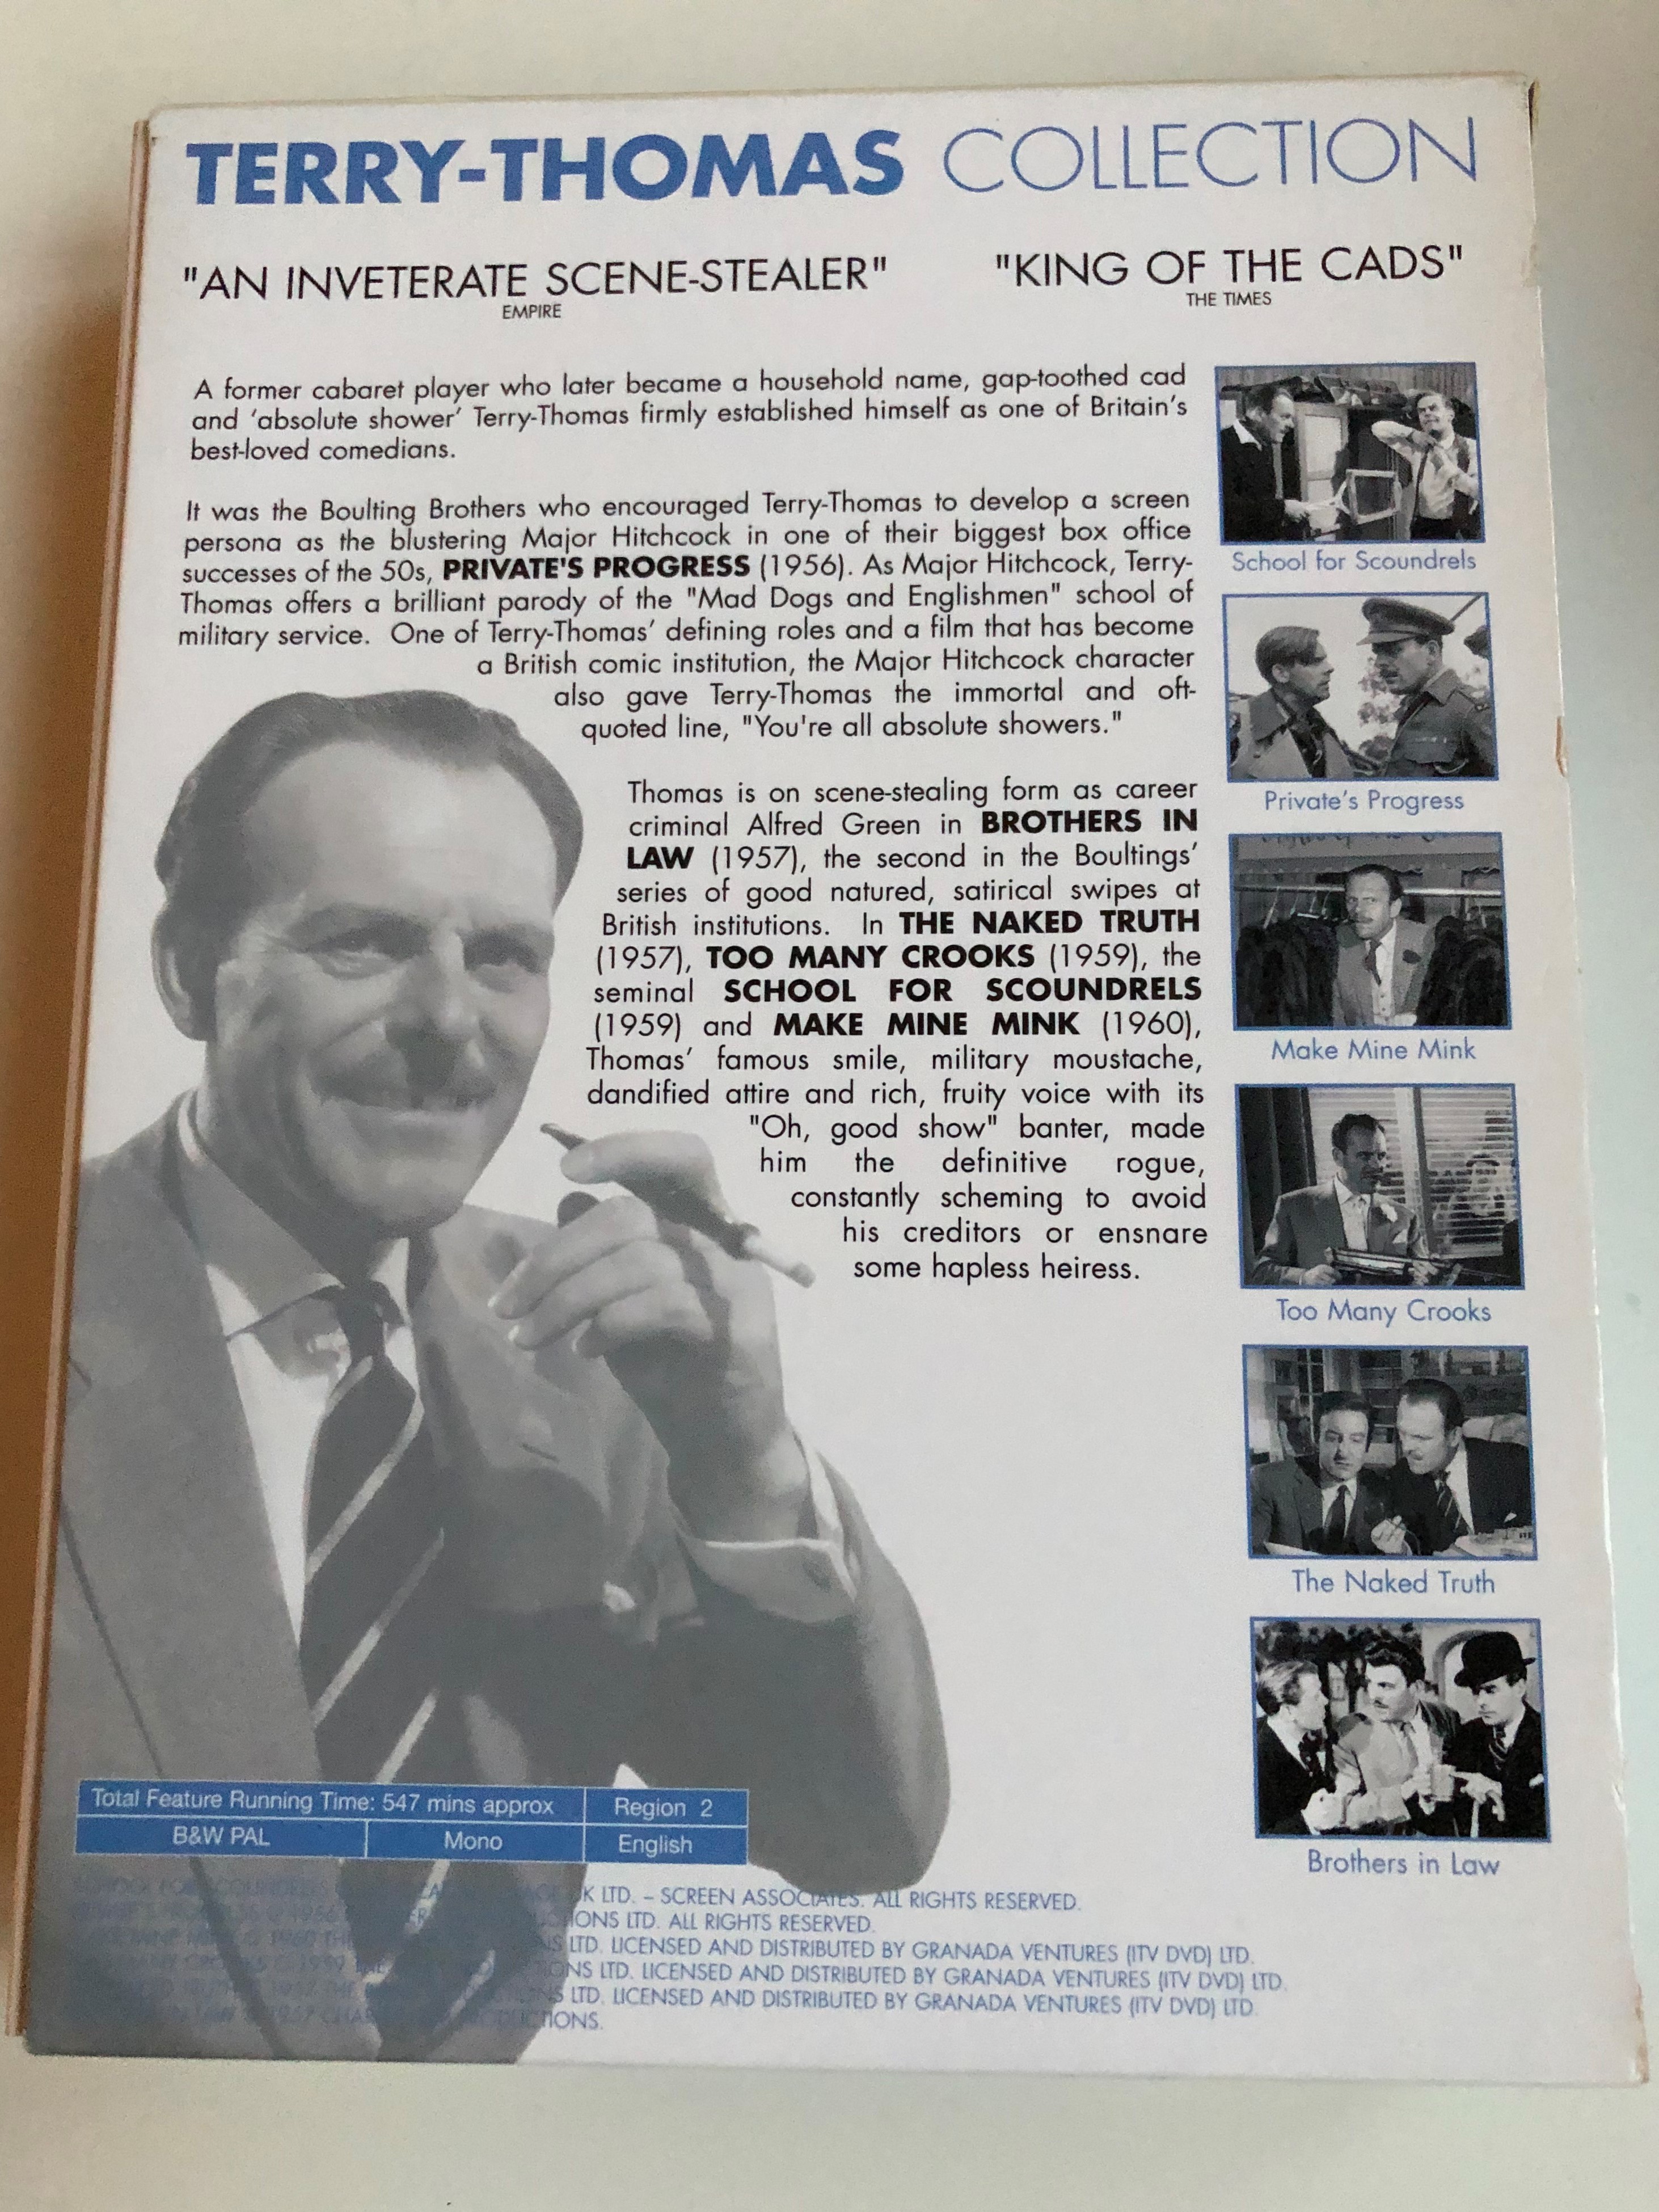 TERRY-THOMAS COLLECTION
"AN INVETERATE SCENE-STEALER"
EMPIRE
"KING OF THE CADS"
THE TIMES
A former cabaret player who later became a household name, gap-toothed cad
and 'absolute shower' Terry-Thomas firmly established himself as one of Britain's
best-loved comedians.
It was the Boulting Brothers who encouraged Terry-Thomas to develop a screen
persona as the blustering Major Hitchcock in one of their biggest box office
successes of the 50s, PRIVATE'S PROGRESS (1956). As Major Hitchcock, Terry-
Thomas offers a brilliant parody of the "Mad Dogs and Englishmen" school of
military service. One of Terry-Thomas' defining roles and a film that has become
a British comic institution, the Major Hitchcock character
also gave Terry-Thomas the immortal and oft-
quoted line, "You're all absolute showers."
Thomas is on scene-stealing form as career
criminal Alfred Green in BROTHERS IN
LAW (1957), the second in the Boultings'
series of good natured, satirical swipes at
British institutions. In THE NAKED TRUTH
(1957), TOO MANY CROOKS (1959), the
seminal SCHOOL FOR SCOUNDRELS
(1959) and MAKE MINE MINK (1960),
Thomas' famous smile, military moustache,
dandified attire and rich, fruity voice with its
"Oh, good show" banter, made
him the definitive rogue,
constantly scheming to avoid
his creditors or ensnare
some hapless heiress.
School for Scoundrels
Private's Progress
Make Mine Mink
Too Many Crooks
The Naked Truth
Brothers in Law
Total Feature Running Time: 547 mins approx
Region 2
B&W PAL
Mono
English
LTD. – SCREEN ASSOCIATES. ALL RIGHTS RESERVED.
LTD. ALL RIGHTS RESERVED.
LTD. LICENSED AND DISTRIBUTED BY GRANADA VENTURES (ITV DVD) LTD.
LTD. LICENSED AND DISTRIBUTED BY GRANADA VENTURES (ITV DVD) LTD.
LTD. LICENSED AND DISTRIBUTED BY GRANADA VENTURES (ITV DVD) LTD.
1957 PRODUCTIONS.